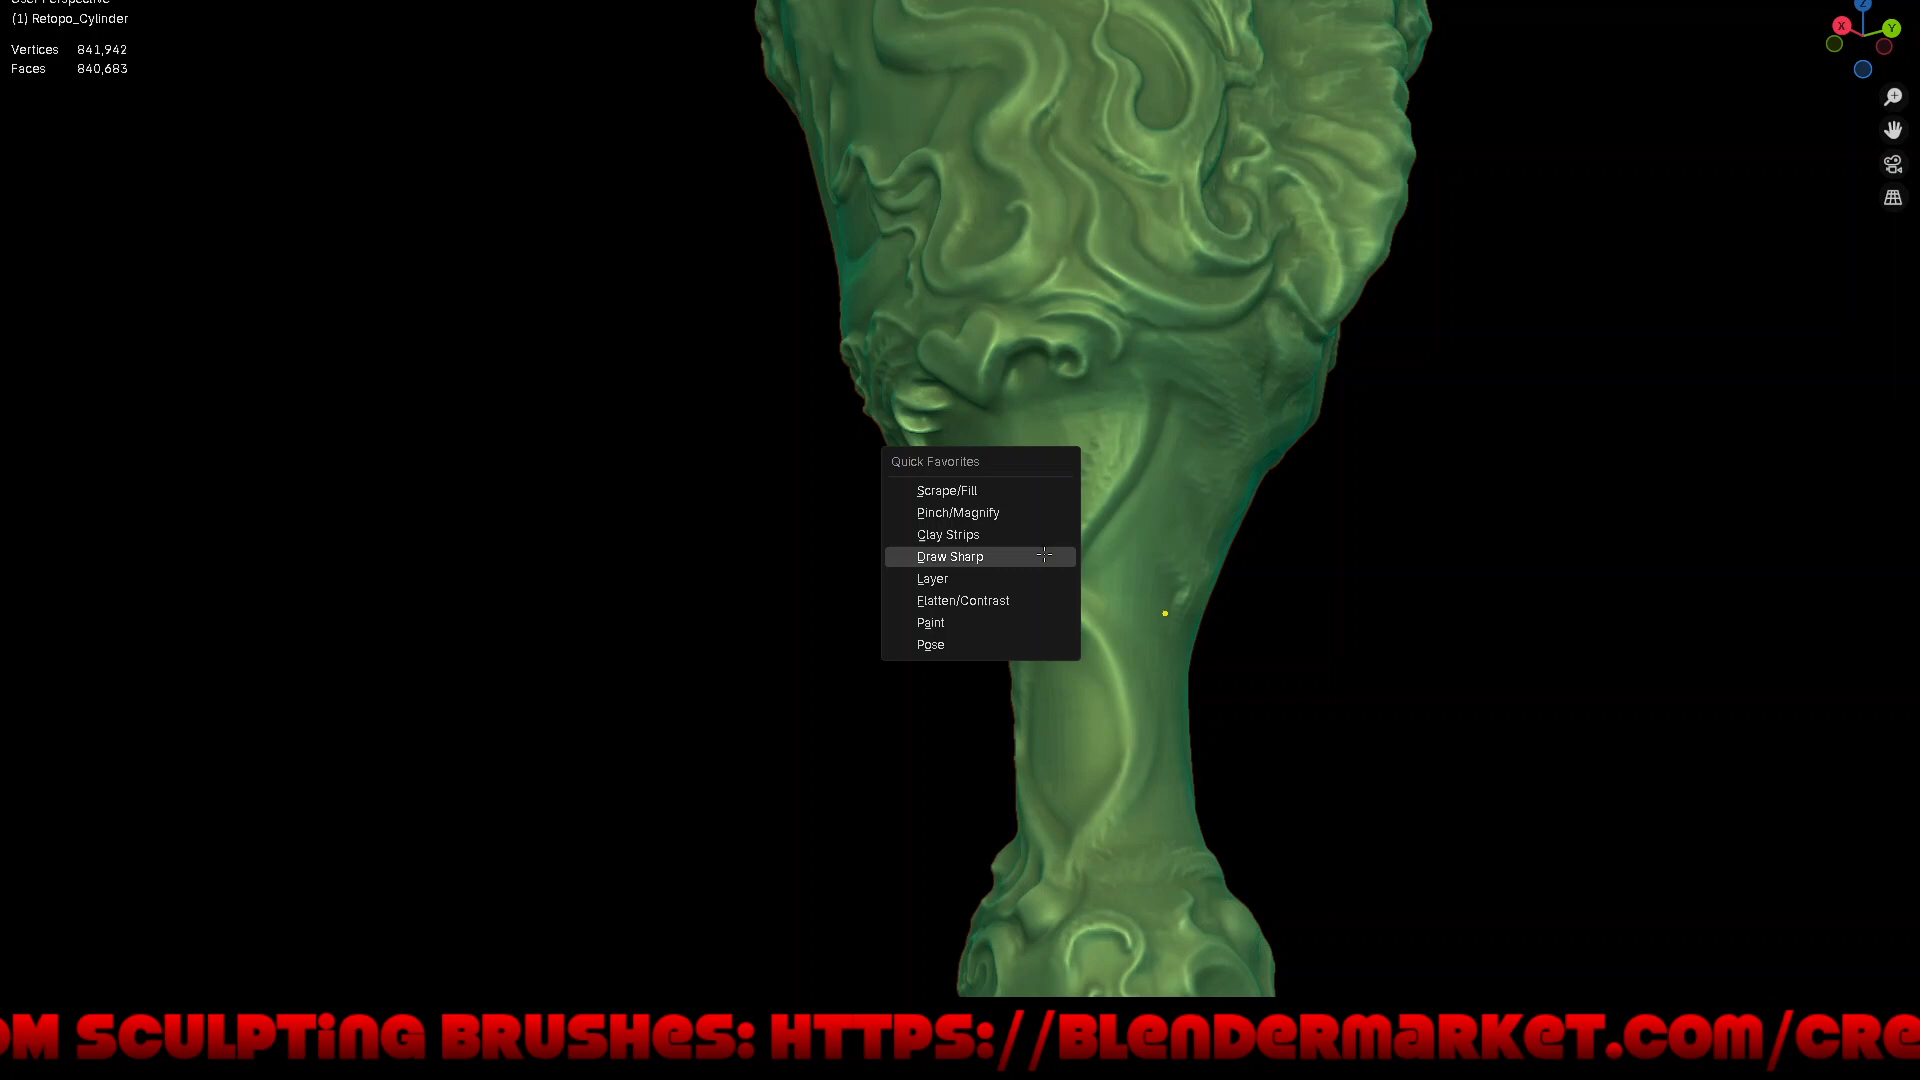 (1) Retopo_Cylinder
Vertices 841,942
Faces 840,683
X
Y
Z
Quick Favorites
Scrape/Fill
Pinch/Magnify
Clay Strips
Draw Sharp
Layer
Flatten/Contrast
Paint
Pose
SCULPTING BRUSHES: HTTPS://BLENDERMARKET.COM/CRE